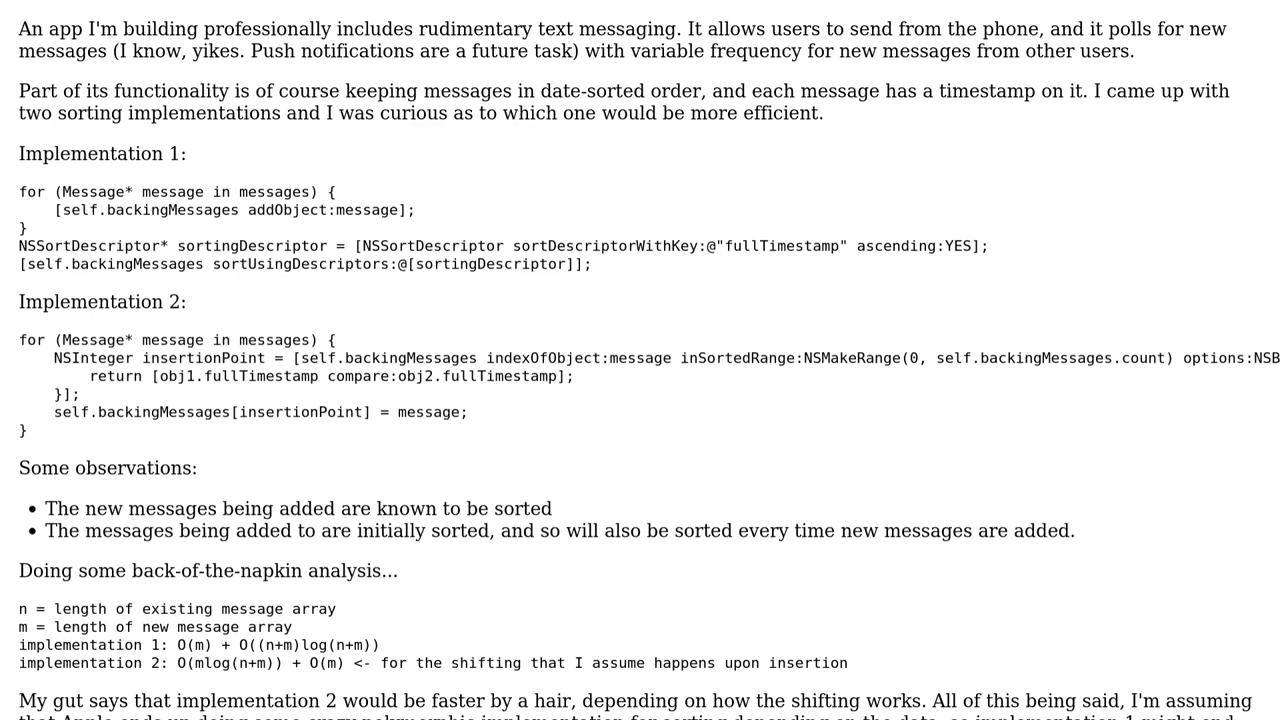 An app I'm building professionally includes rudimentary text messaging. It allows users to send from the phone, and it polls for new
messages (I know, yikes. Push notifications are a future task) with variable frequency for new messages from other users.
Part of its functionality is of course keeping messages in date-sorted order, and each message has a timestamp on it. I came up with
two sorting implementations and I was curious as to which one would be more efficient.
Implementation 1:
for (Message* message in messages) {
    [self.backingMessages addObject:message];
}
NSSortDescriptor* sortingDescriptor = [NSSortDescriptor sortDescriptorWithKey:@"fullTimestamp" ascending:YES];
[self.backingMessages sortUsingDescriptors:@[sortingDescriptor]];
Implementation 2:
for (Message* message in messages) {
    NSInteger insertionPoint = [self.backingMessages indexOfObject:message inSortedRange:NSMakeRange(0, self.backingMessages.count) options:NSB
        return [obj1.fullTimestamp compare:obj2.fullTimestamp];
    }];
    self.backingMessages[insertionPoint] = message;
}
Some observations:
• The new messages being added are known to be sorted
• The messages being added to are initially sorted, and so will also be sorted every time new messages are added.
Doing some back-of-the-napkin analysis...
n = length of existing message array
m = length of new message array
implementation 1: O(m) + O((n+m)log(n+m))
implementation 2: O(mlog(n+m)) + O(m) <- for the shifting that I assume happens upon insertion
My gut says that implementation 2 would be faster by a hair, depending on how the shifting works. All of this being said, I'm assuming